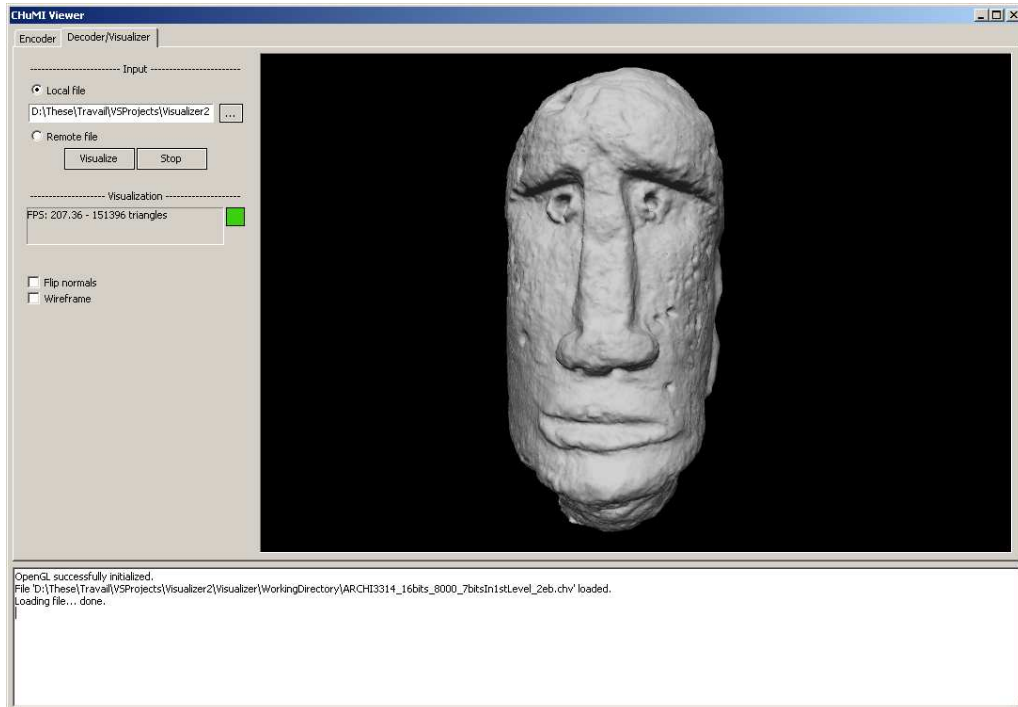 CHuMI Viewer
Encoder Decoder/Visualizer
Input
Local file
D:\These\Travail\VSProjects\Visualizer2 ...
Remote file
Visualize Stop
Visualization
FPS: 207.36 - 151396 triangles
Flip normals
Wireframe
OpenGL successfully initialized.
File 'D:\These\Travail\VSProjects\Visualizer2\Visualizer\WorkingDirectory\ARCHI3314_16bits_8000_7bitsIn1stLevel_2eb.chv' loaded.
Loading file... done.